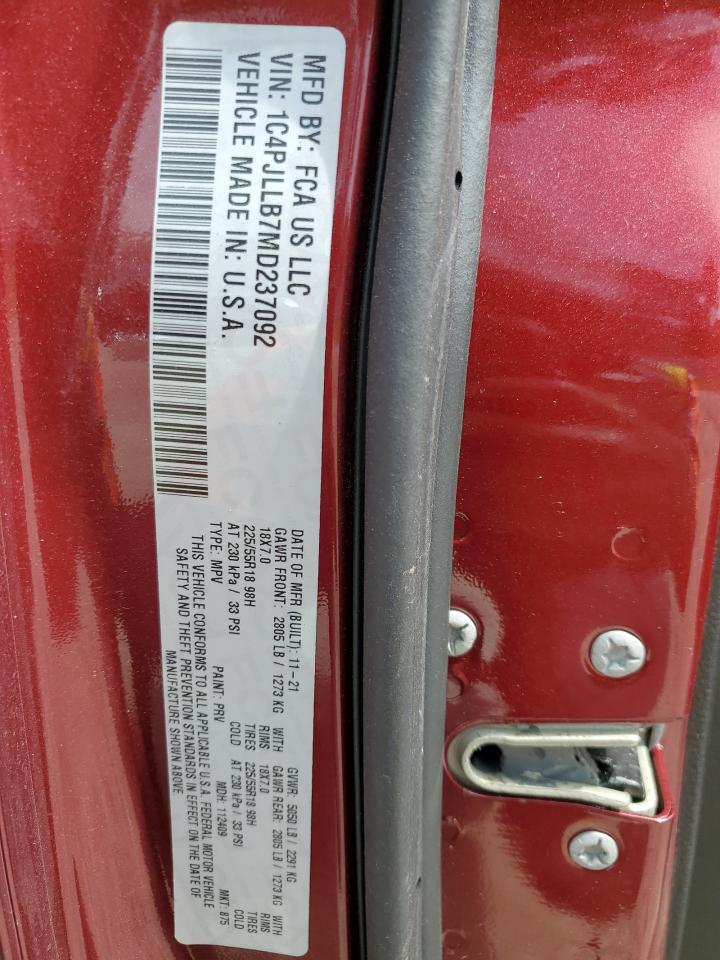 MFD BY: FCA US LLC
VIN: 1C4PJLLB7MD237092
VEHICLE MADE IN: U.S.A.
DATE OF MFR (BUILT): 11-21 GVWR: 5050 LB / 2291 KG
GAWR FRONT: 2805 LB / 1273 KG WITH GAWR REAR: 2805 LB / 1273 KG WITH
18X7.0 RIMS 18X7.0 RIMS
225/55R18 98H TIRES 225/55R18 98H TIRES
AT 230 kPa / 33 PSI COLD AT 230 kPa / 33 PSI COLD
TYPE: MPV PAINT: PRV MDH: 112409 MKT: 875
THIS VEHICLE CONFORMS TO ALL APPLICABLE U.S.A. FEDERAL MOTOR VEHICLE
SAFETY AND THEFT PREVENTION STANDARDS IN EFFECT ON THE DATE OF
MANUFACTURE SHOWN ABOVE